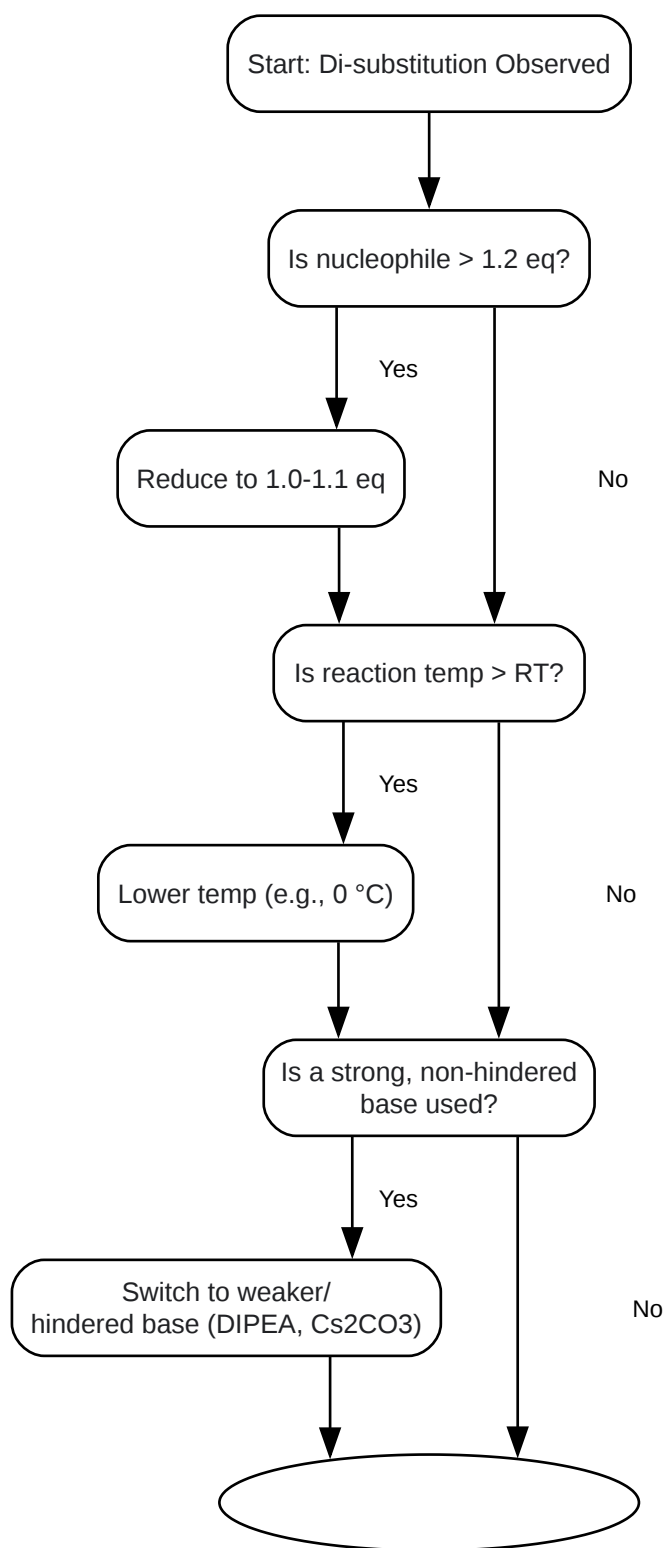 Start: Di-substitution Observed
Is nucleophile > 1.2 eq?
Yes
Reduce to 1.0-1.1 eq
No
Is reaction temp > RT?
Yes
Lower temp (e.g., 0 °C)
No
Is a strong, non-hindered
base used?
Yes
Switch to weaker/
hindered base (DIPEA, Cs2CO3)
No